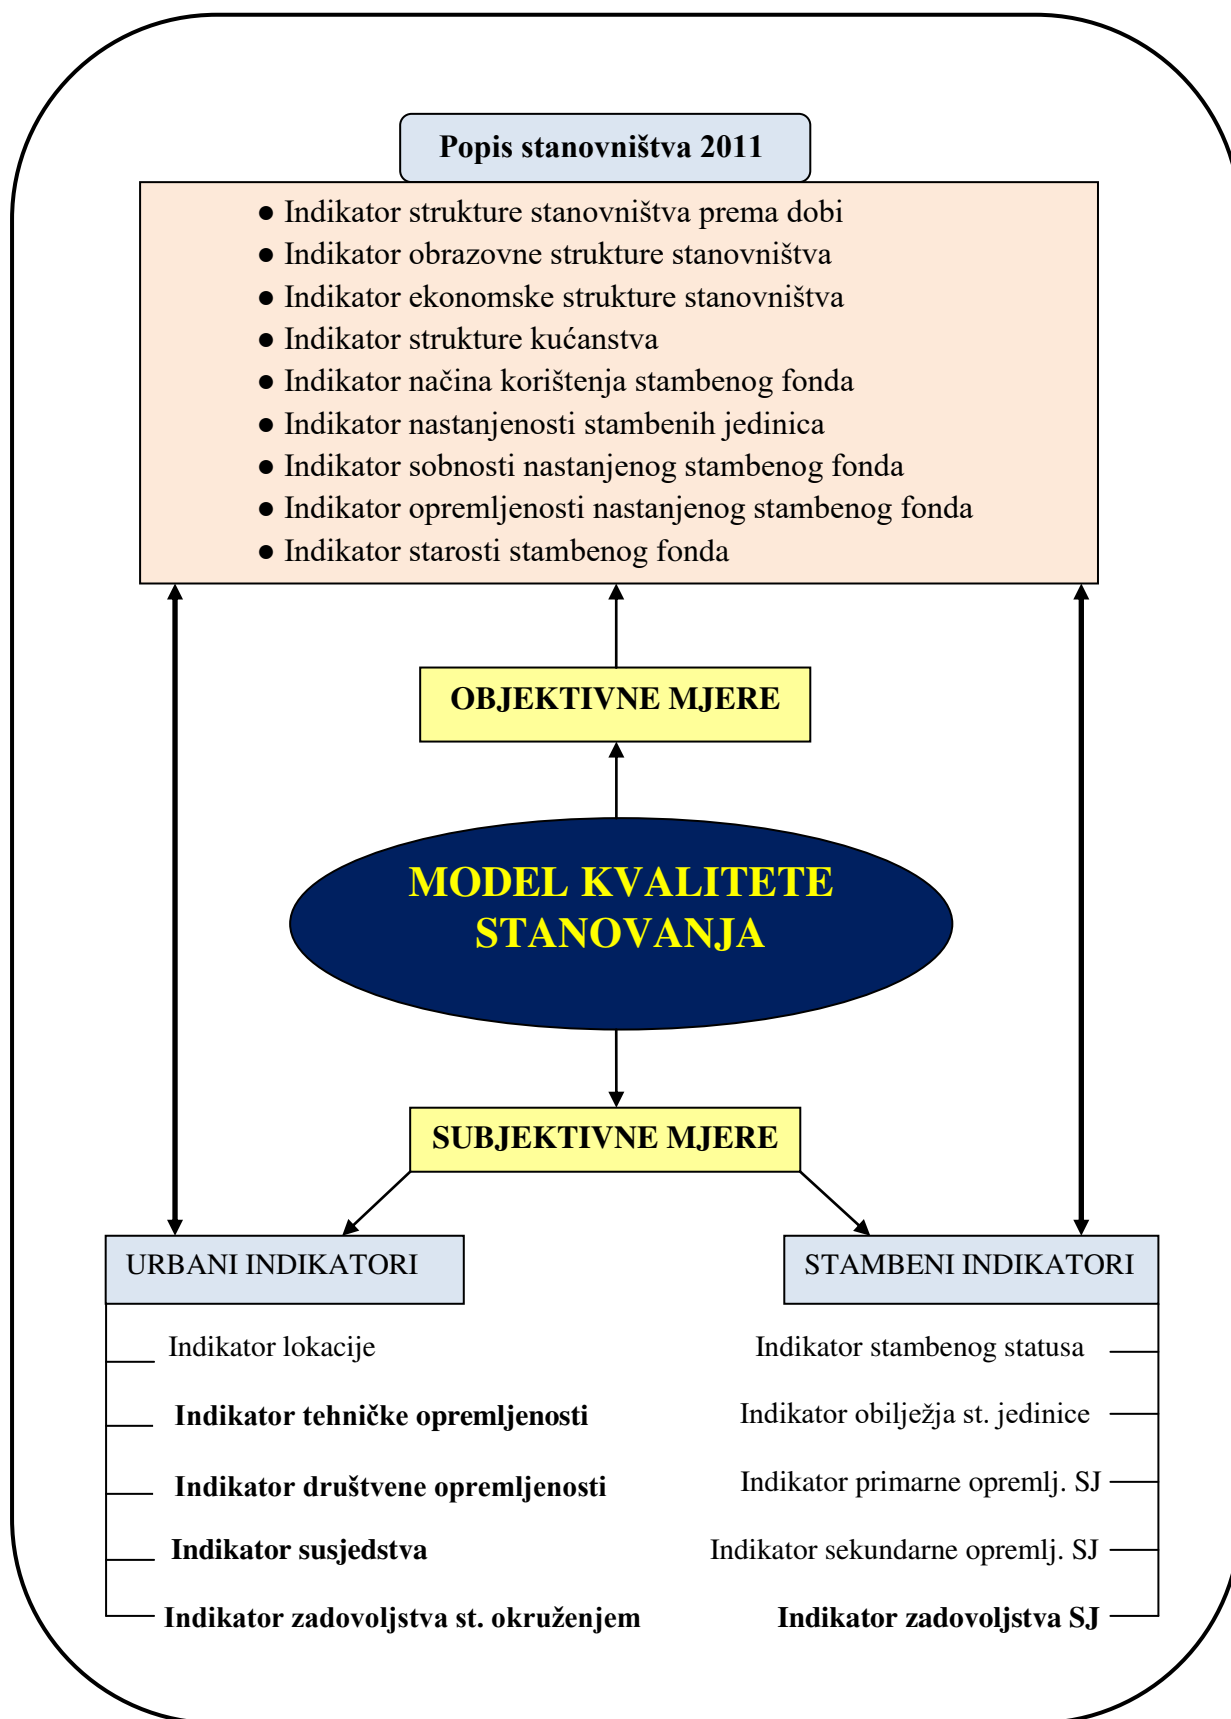 Popis stanovništva 2011
● Indikator strukture stanovništva prema dobi
● Indikator obrazovne strukture stanovništva
● Indikator ekonomske strukture stanovništva
● Indikator strukture kućanstva
● Indikator načina korištenja stambenog fonda
● Indikator nastanjenosti stambenih jedinica
● Indikator sobnosti nastanjenog stambenog fonda
● Indikator opremljenosti nastanjenog stambenog fonda
● Indikator starosti stambenog fonda
OBJEKTIVNE MJERE
MODEL KVALITETE
STANOVANJA
SUBJEKTIVNE MJERE
URBANI INDIKATORI
Indikator lokacije
Indikator tehničke opremljenosti
Indikator društvene opremljenosti
Indikator susjedstva
Indikator zadovoljstva st. okruženjem
STAMBENI INDIKATORI
Indikator stambenog statusa
Indikator obilježja st. jedinice
Indikator primarne opremlj. SJ
Indikator sekundarne opremlj. SJ
Indikator zadovoljstva SJ